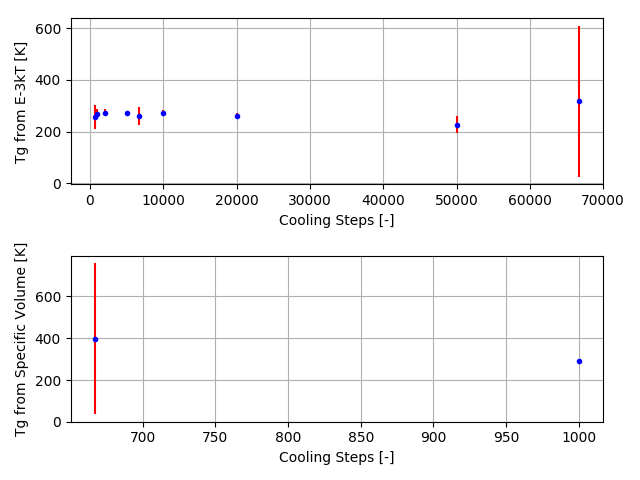 Tg from E-3kT [K]
600
400
200
0
0 10000 20000 30000 40000 50000 60000 70000
Cooling Steps [-]
Tg from Specific Volume [K]
600
400
200
0
700 750 800 850 900 950 1000
Cooling Steps [-]